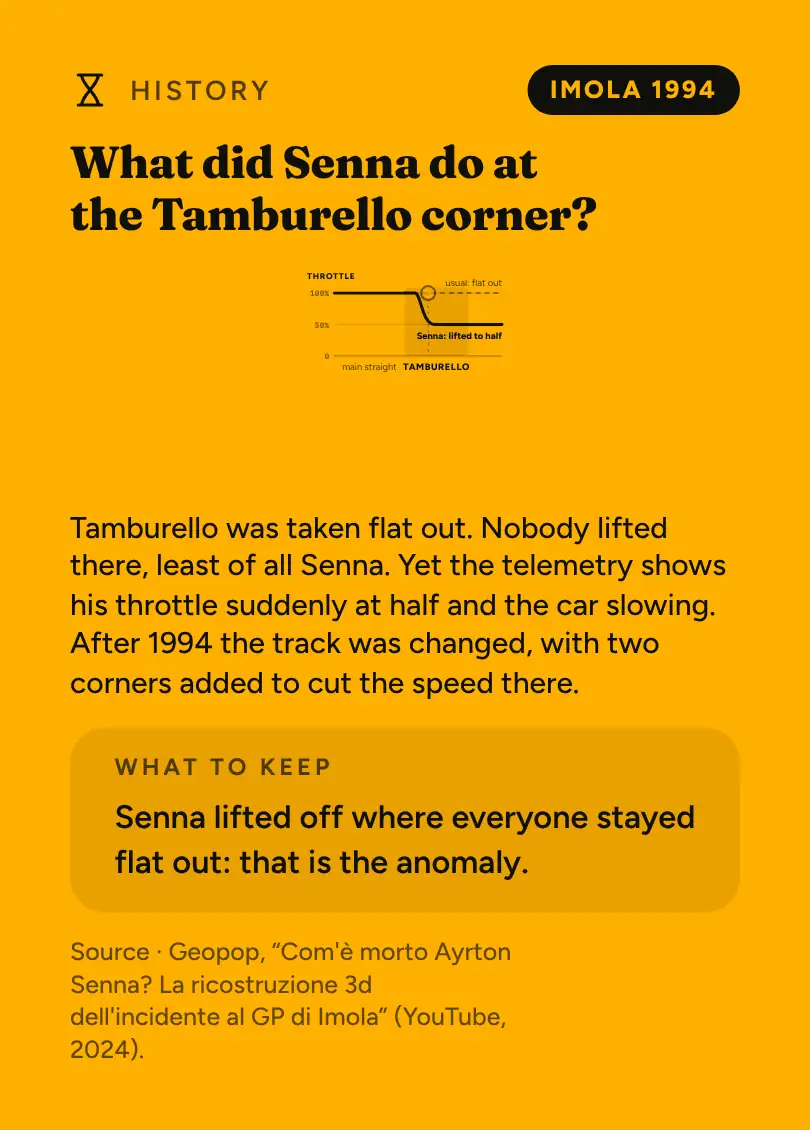 HISTORY
IMOLA 1994
What did Senna do at
the Tamburello corner?
THROTTLE
usual: flat out
100%
50%
Senna: lifted to half
0
main straight TAMBURELLO
Tamburello was taken flat out. Nobody lifted
there, least of all Senna. Yet the telemetry shows
his throttle suddenly at half and the car slowing.
After 1994 the track was changed, with two
corners added to cut the speed there.
WHAT TO KEEP
Senna lifted off where everyone stayed
flat out: that is the anomaly.
Source · Geopop, “Com'è morto Ayrton
Senna? La ricostruzione 3d
dell'incidente al GP di Imola” (YouTube,
2024).